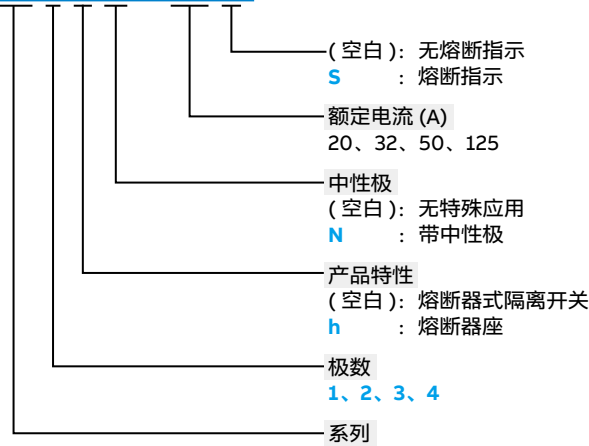 (空白): 无熔断指示
S : 熔断指示
额定电流 (A)
20、32、50、125
中性极
(空白): 无特殊应用
N : 带中性极
产品特性
(空白): 熔断器式隔离开关
h : 熔断器座
极数
1、2、3、4
系列